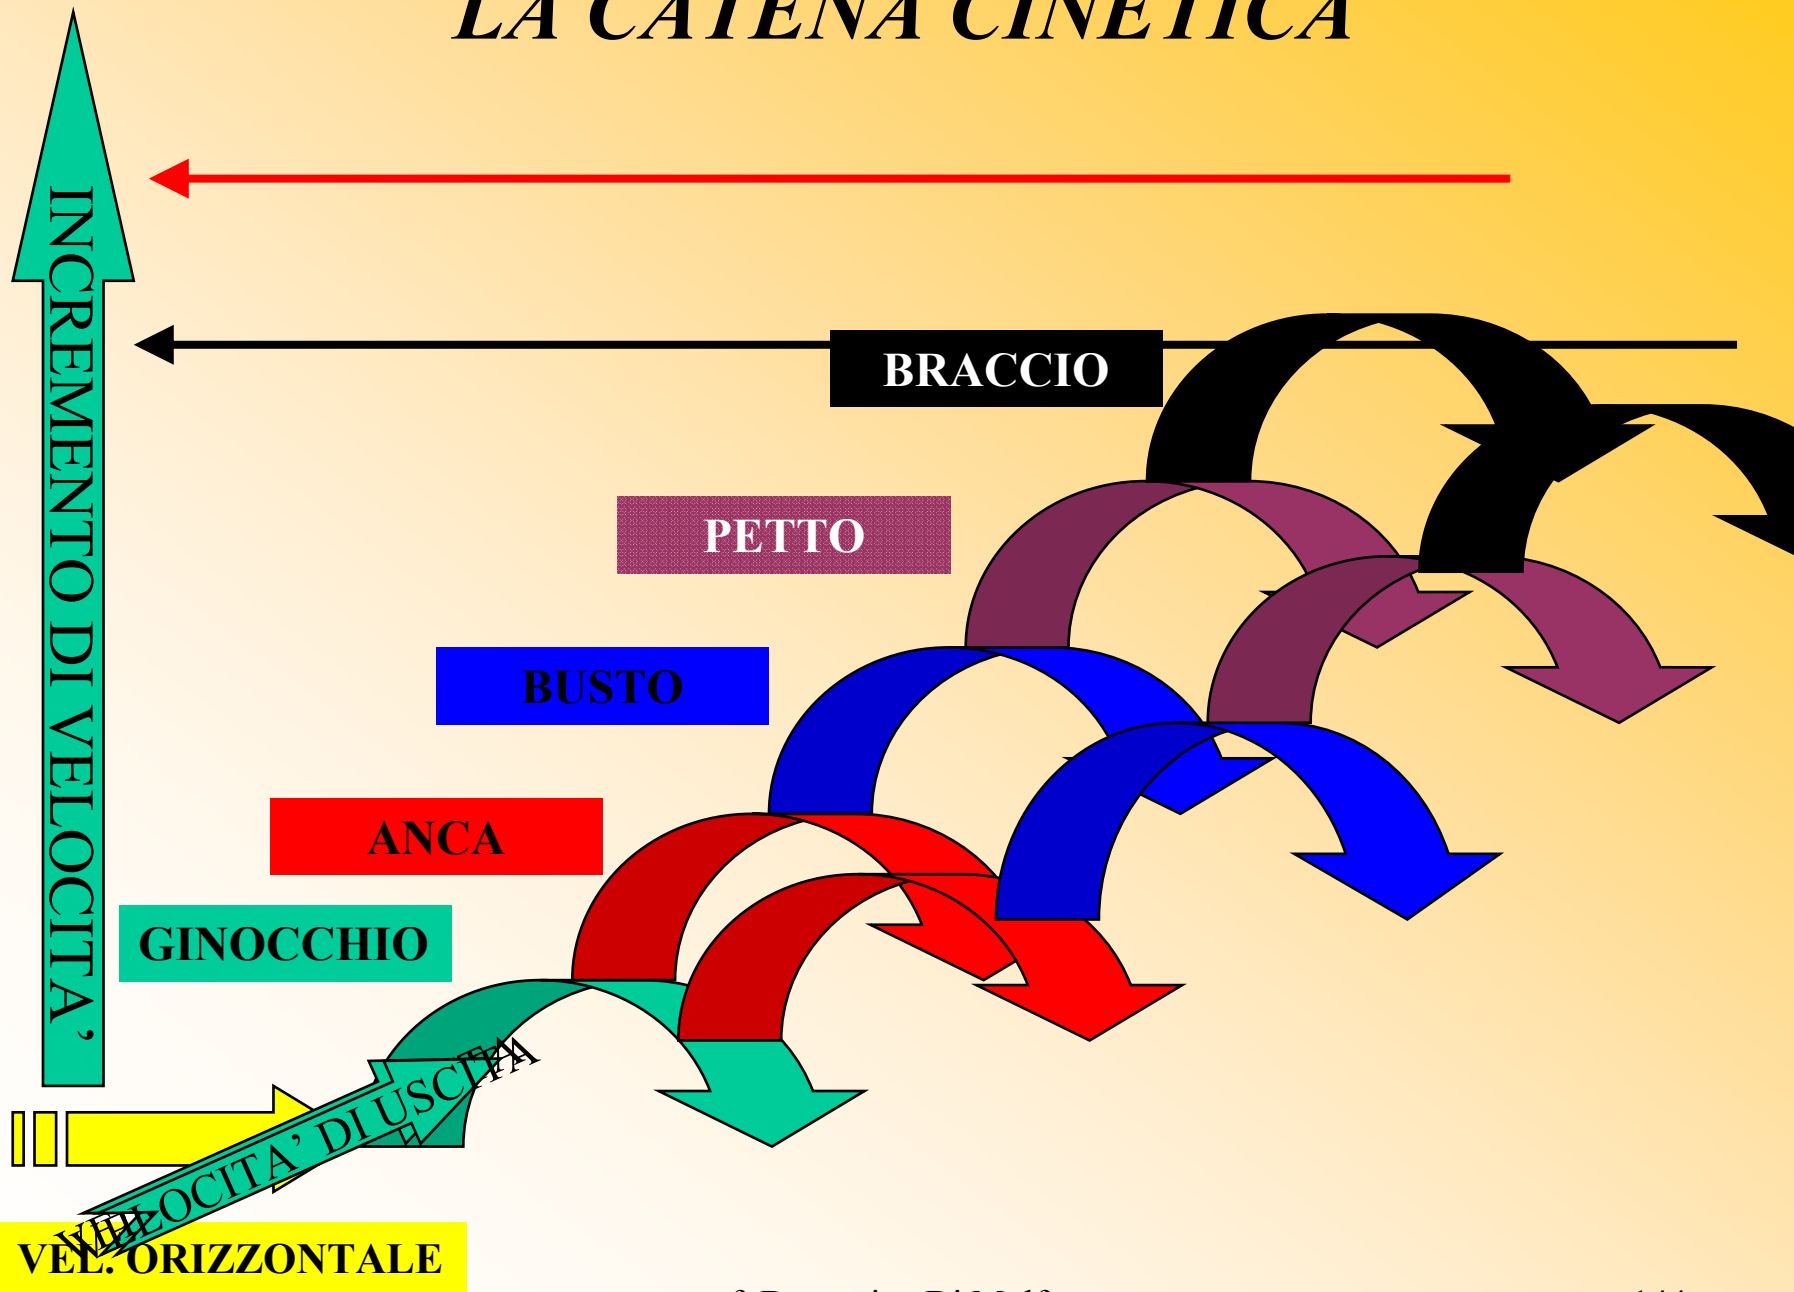 LA CATENA CINETICA
INCREMENTO DI VELOCITA'
BRACCIO
PETTO
BUSTO
ANCA
GINOCCHIO
VELOCITA' DI USCITA
VEL. ORIZZONTALE